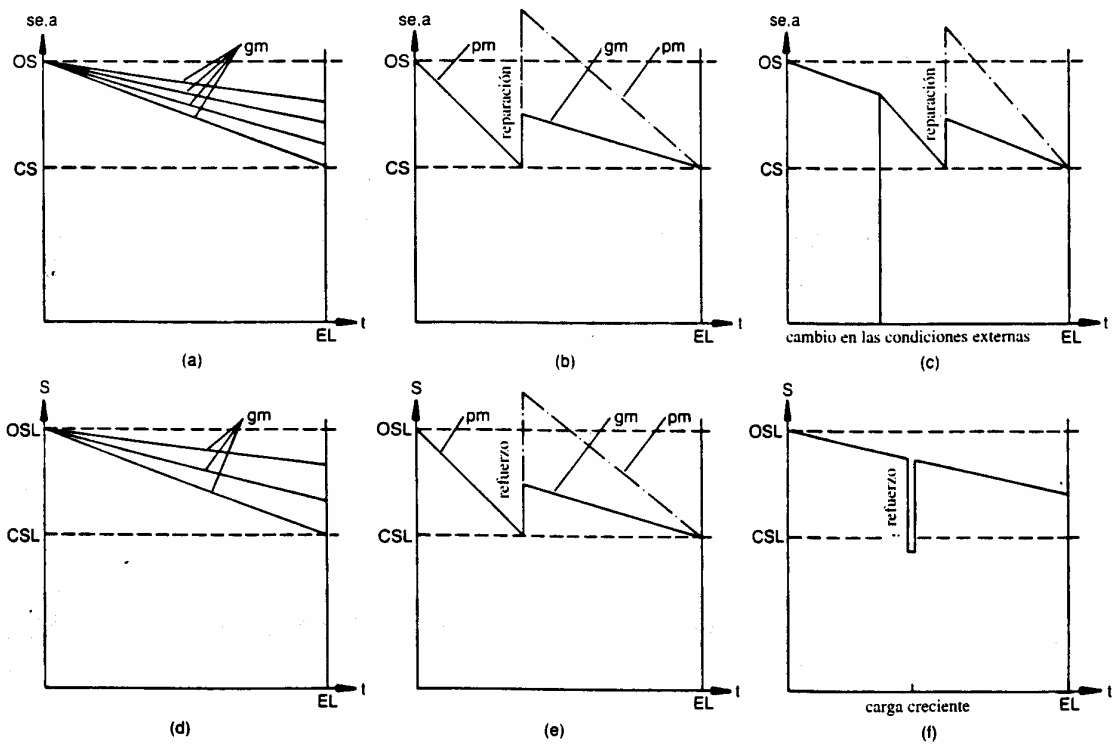 se,a
OS
CS
gm
EL
t
(a)
se,a
OS
CS
pm
reparación
gm
pm
EL
t
(b)
se,a
OS
CS
reparación
cambio en las condiciones externas
EL
t
(c)
S
OSL
CSL
gm
EL
t
(d)
S
OSL
CSL
pm
refuerzo
gm
pm
EL
t
(e)
S
OSL
CSL
refuerzo
carga creciente
EL
t
(f)